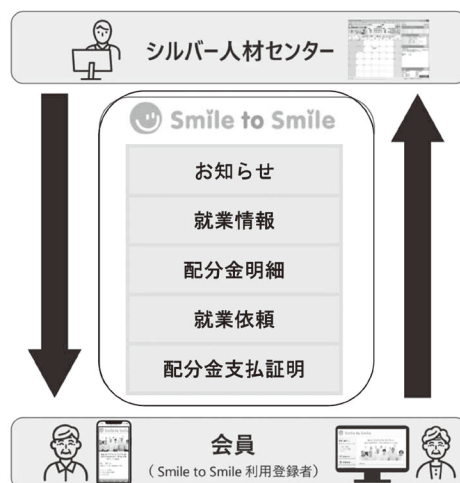 シルバー人材センター
Smile to Smile
お知らせ
就業情報
配分金明細
就業依頼
配分金支払証明
会員
（Smile to Smile 利用登録者）